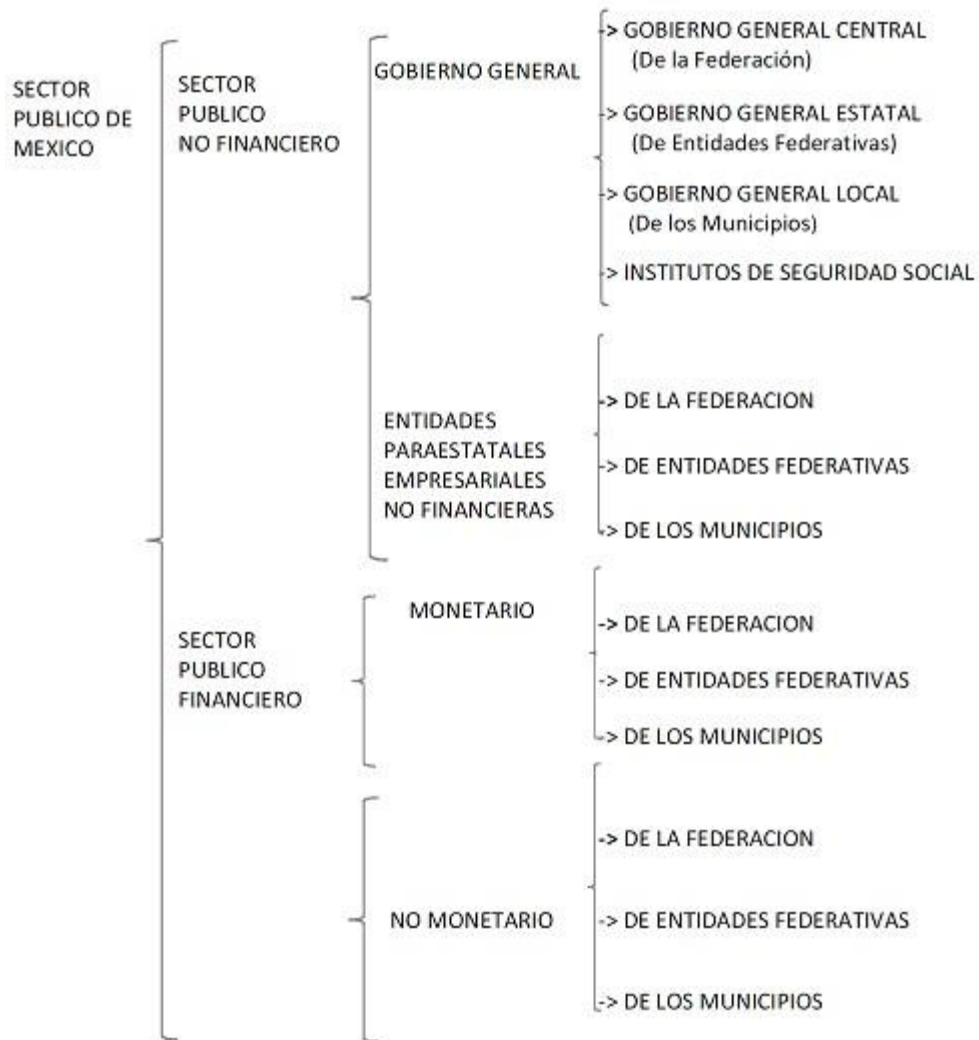 SECTOR
PUBLICO DE
MEXICO
SECTOR
PUBLICO
NO FINANCIERO
GOBIERNO GENERAL
-> GOBIERNO GENERAL CENTRAL
(De la Federación)
-> GOBIERNO GENERAL ESTATAL
(De Entidades Federativas)
-> GOBIERNO GENERAL LOCAL
(De los Municipios)
-> INSTITUTOS DE SEGURIDAD SOCIAL
ENTIDADES
PARAESTATALES
EMPRESARIALES
NO FINANCIERAS
-> DE LA FEDERACION
-> DE ENTIDADES FEDERATIVAS
-> DE LOS MUNICIPIOS
SECTOR
PUBLICO
FINANCIERO
MONETARIO
-> DE LA FEDERACION
-> DE ENTIDADES FEDERATIVAS
-> DE LOS MUNICIPIOS
NO MONETARIO
-> DE LA FEDERACION
-> DE ENTIDADES FEDERATIVAS
-> DE LOS MUNICIPIOS